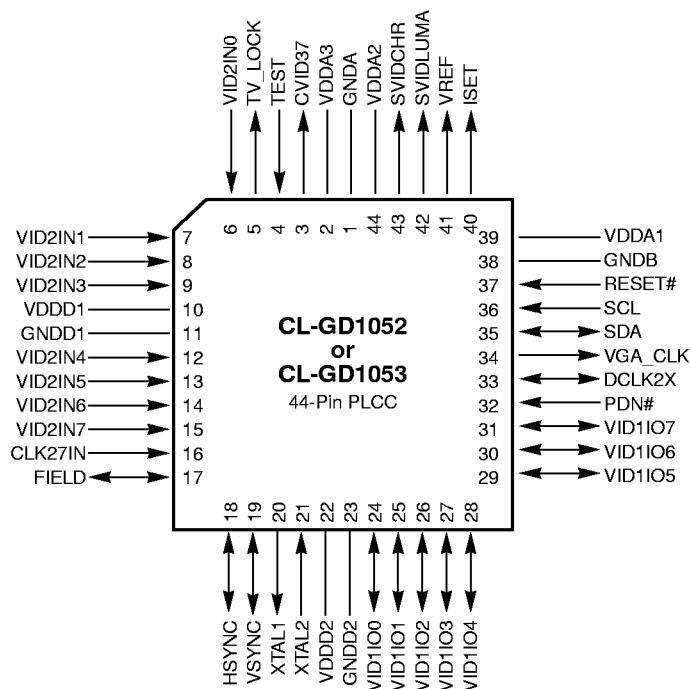 VID2IN0
TV_LOCK
TEST
CVID37
VDDA3
GNDA
VDDA2
SVIDCHR
SVIDLUMA
VREF
ISET
6 5 4 3 2 1 44 43 42 41 40
VID2IN1 7
VID2IN2 8
VID2IN3 9
VDDD1 10
GNDD1 11
VID2IN4 12
VID2IN5 13
VID2IN6 14
VID2IN7 15
CLK27IN 16
FIELD 17
CL-GD1052
or
CL-GD1053
44-Pin PLCC
39 VDDA1
38 GNDB
37 RESET#
36 SCL
35 SDA
34 VGA_CLK
33 DCLK2X
32 PDN#
31 VID1IO7
30 VID1IO6
29 VID1IO5
18 19 20 21 22 23 24 25 26 27 28
HSYNC
VSYNC
XTAL1
XTAL2
VDDD2
GNDD2
VID1IO0
VID1IO1
VID1IO2
VID1IO3
VID1IO4